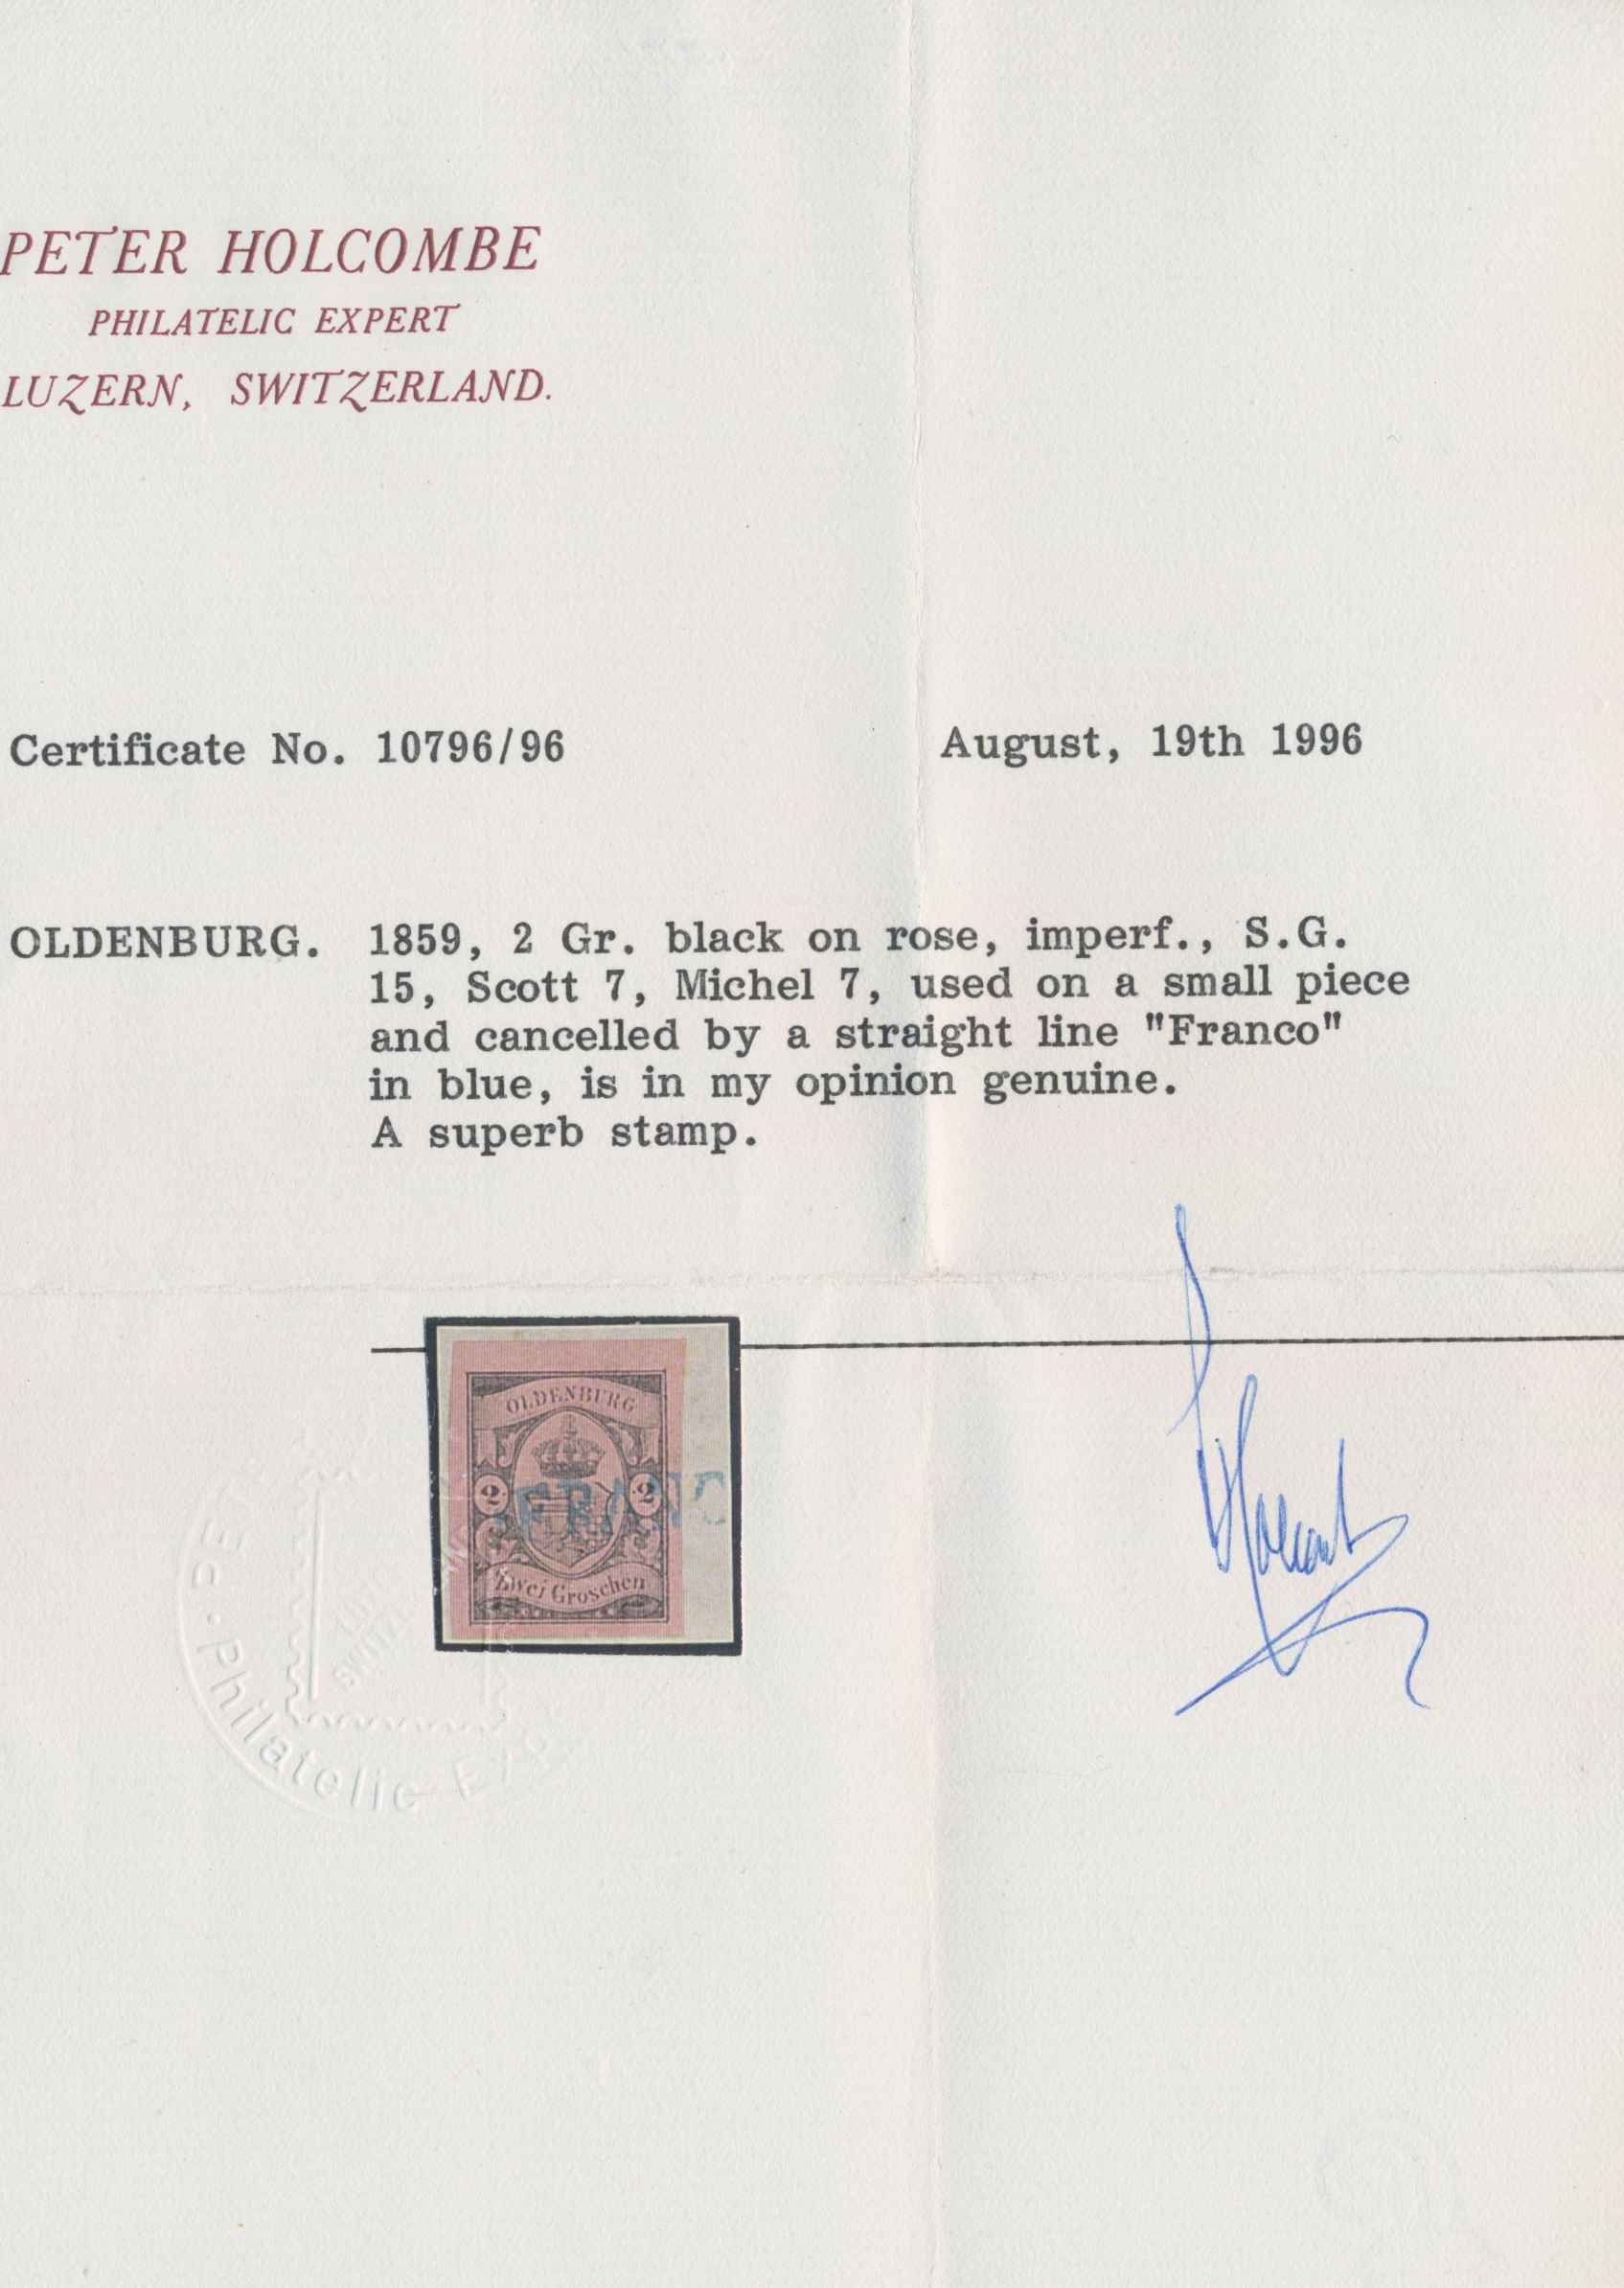 PETER HOLCOMBE
PHILATELIC EXPERT
LUZERN, SWITZERLAND.
Certificate No. 10796/96
August, 19th 1996
OLDENBURG. 1859, 2 Gr. black on rose, imperf., S.G.
15, Scott 7, Michel 7, used on a small piece
and cancelled by a straight line "Franco"
in blue, is in my opinion genuine.
A superb stamp.
OLDENBURG
2 2
FRANC
Zwei Groschen
PET
Philatelic Exp